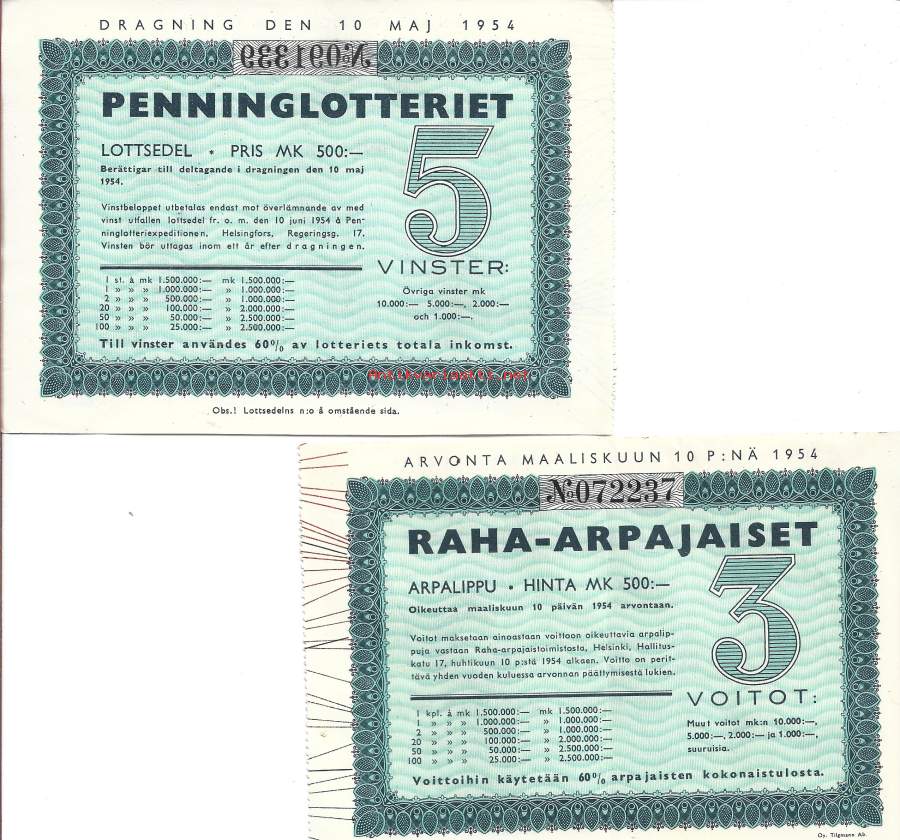 DRAGNING DEN 10 MAJ 1954
№091339
PENNINGLOTTERIET
5
LOTTSEDEL • PRIS MK 500:—
Berättigar till deltagande i dragningen den 10 maj
1954.
Vinstbeloppet utbetalas endast mot överlämnande av med
vinst utfallen lottsedel fr. o. m. den 10 juni 1954 å Pen-
ninglotteriexpeditionen, Helsingfors, Regeringsg. 17.
Vinsten bör uttagas inom ett år efter dragningen.
VINSTER:
1 st. à mk 1.500.000:— mk 1.500.000:—
1 » » » 1.000.000:— » 1.000.000:—
2 » » » 500.000:— » 1.000.000:—
20 » » » 100.000:— » 2.000.000:—
50 » » » 50.000:— » 2.500.000:—
100 » » » 25.000:— » 2.500.000:—
Övriga vinster mk
10.000:— 5.000:—, 2.000:—
och 1.000:—.
Till vinster användes 60% av lotteriets totala inkomst.
Antikvariaatti.net
Obs.! Lottsedelns n:o å omstående sida.
ARVONTA MAALISKUUN 10 P:NÄ 1954
№072237
RAHA-ARPAJAISET
3
ARPALIPPU • HINTA MK 500:—
Oikeuttaa maaliskuun 10 päivän 1954 arvontaan.
Voitot maksetaan ainoastaan voittoon oikeuttavia arpalip-
puja vastaan Raha-arpajaistoimistosta, Helsinki, Hallitus-
katu 17, huhtikuun 10 p:stä 1954 alkaen. Voitto on perit-
tävä yhden vuoden kuluessa arvonnan päättymisestä lukien.
VOITOT:
1 kpl. à mk 1.500.000:— mk 1.500.000:—
1 » » » 1.000.000:— » 1.000.000:—
2 » » » 500.000:— » 1.000.000:—
20 » » » 100.000:— » 2.000.000:—
50 » » » 50.000:— » 2.500.000:—
100 » » » 25.000:— » 2.500.000:—
Muut voitot mk:n 10.000:—,
5.000:—, 2.000:— ja 1.000:—,
suuruisia.
Voittoihin käytetään 60% arpajaisten kokonaistulosta.
Oy. Tilgmann Ab.